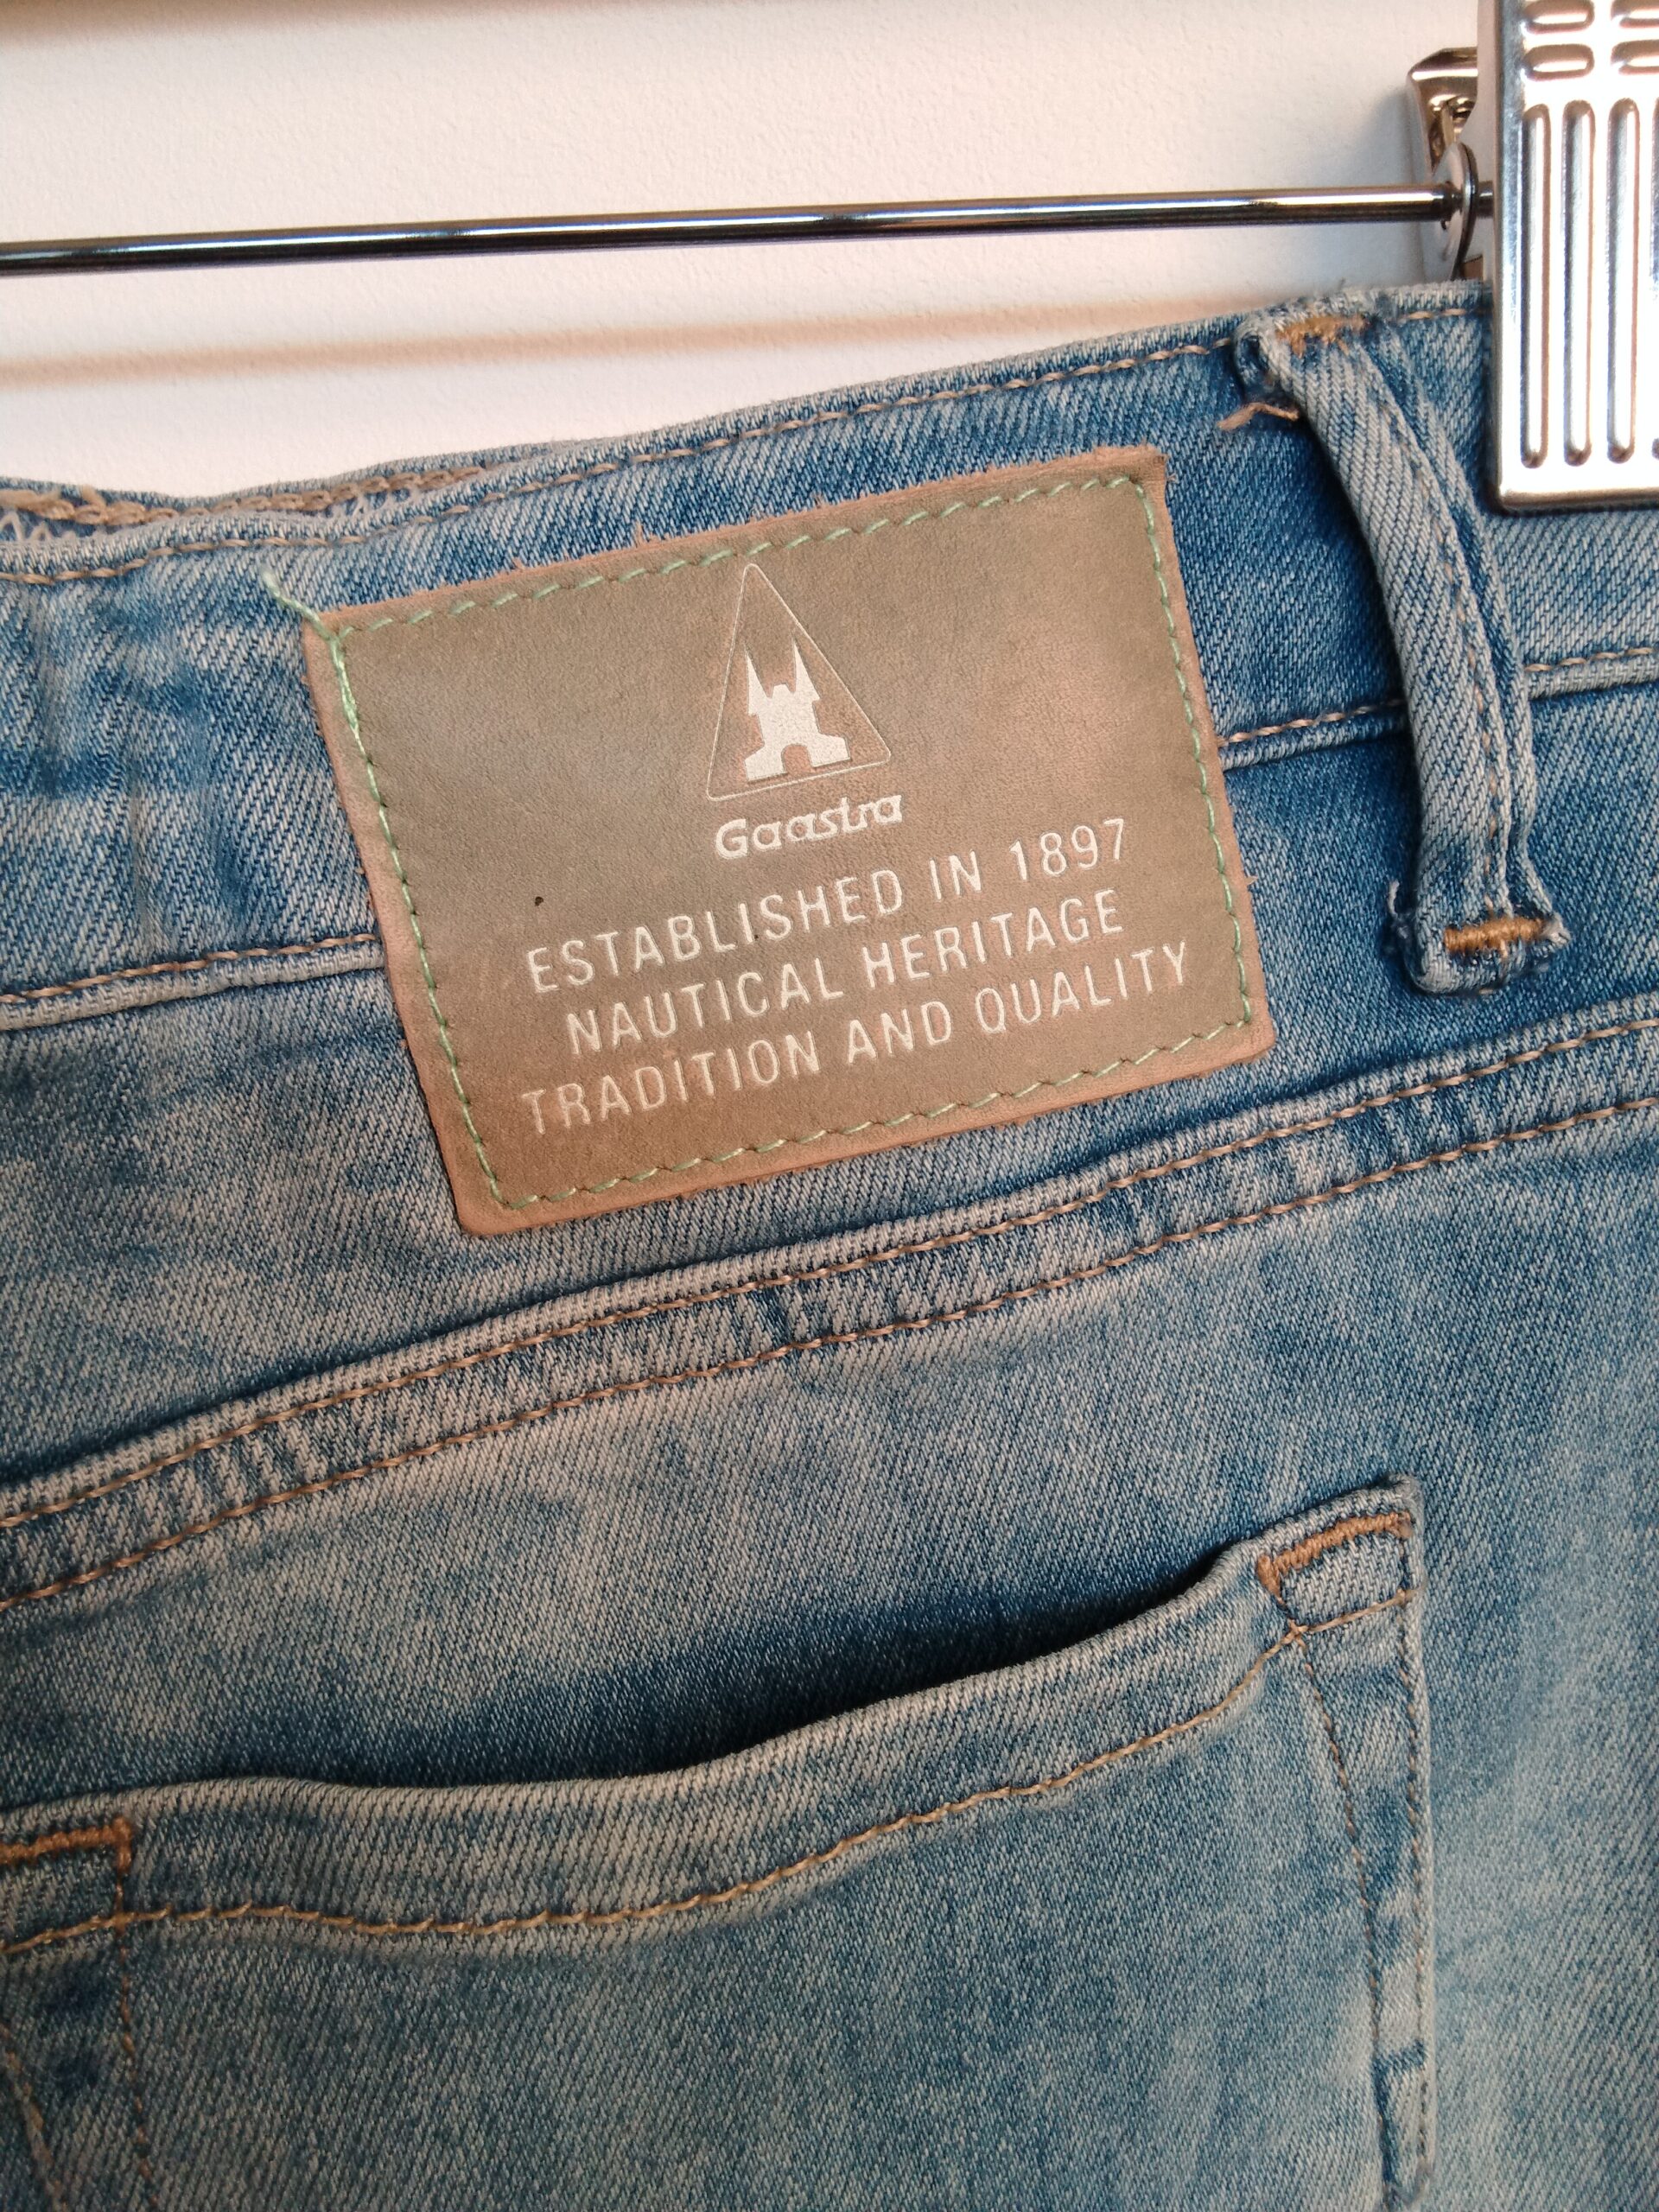 Gaastra
ESTABLISHED IN 1897
NAUTICAL HERITAGE
TRADITION AND QUALITY